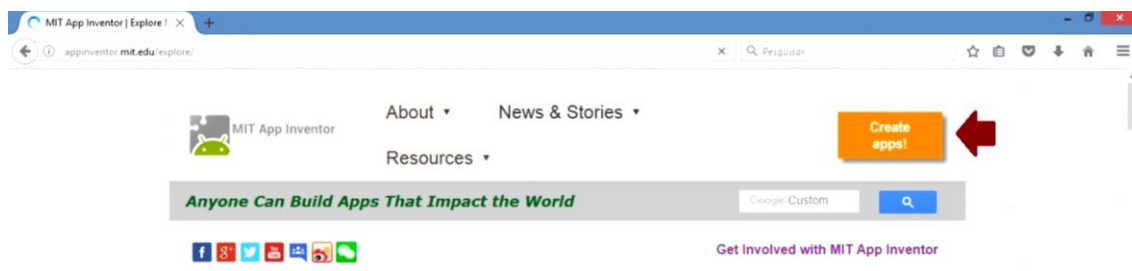 MIT App Inventor | Explore
appinventor.mit.edu/explore/
Pesquisar
About
News & Stories
MIT App Inventor
Create
apps!
Resources
Anyone Can Build Apps That Impact the World
Google Custom
Get Involved with MIT App Inventor